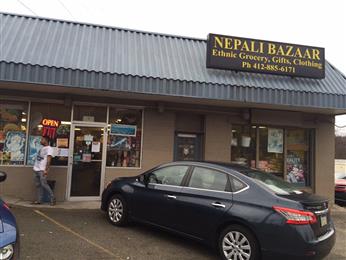 NEPALI BAZAAR
Ethnic Grocery, Gifts, Clothing
Ph 412-885-6171
OPEN